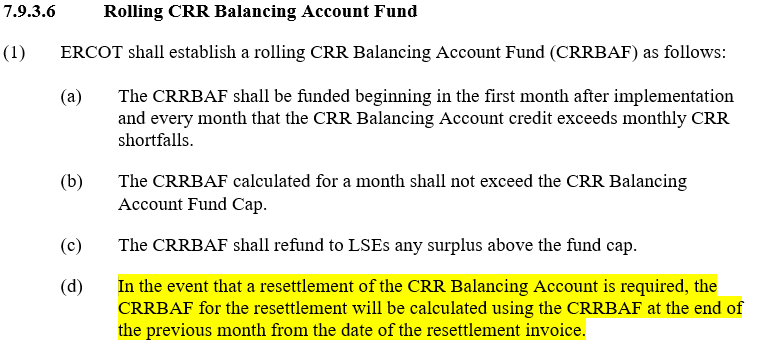 7.9.3.6 Rolling CRR Balancing Account Fund
(1) ERCOT shall establish a rolling CRR Balancing Account Fund (CRRBAF) as follows:
(a) The CRRBAF shall be funded beginning in the first month after implementation
and every month that the CRR Balancing Account credit exceeds monthly CRR
shortfalls.
(b) The CRRBAF calculated for a month shall not exceed the CRR Balancing
Account Fund Cap.
(c) The CRRBAF shall refund to LSEs any surplus above the fund cap.
(d) In the event that a resettlement of the CRR Balancing Account is required, the
CRRBAF for the resettlement will be calculated using the CRRBAF at the end of
the previous month from the date of the resettlement invoice.